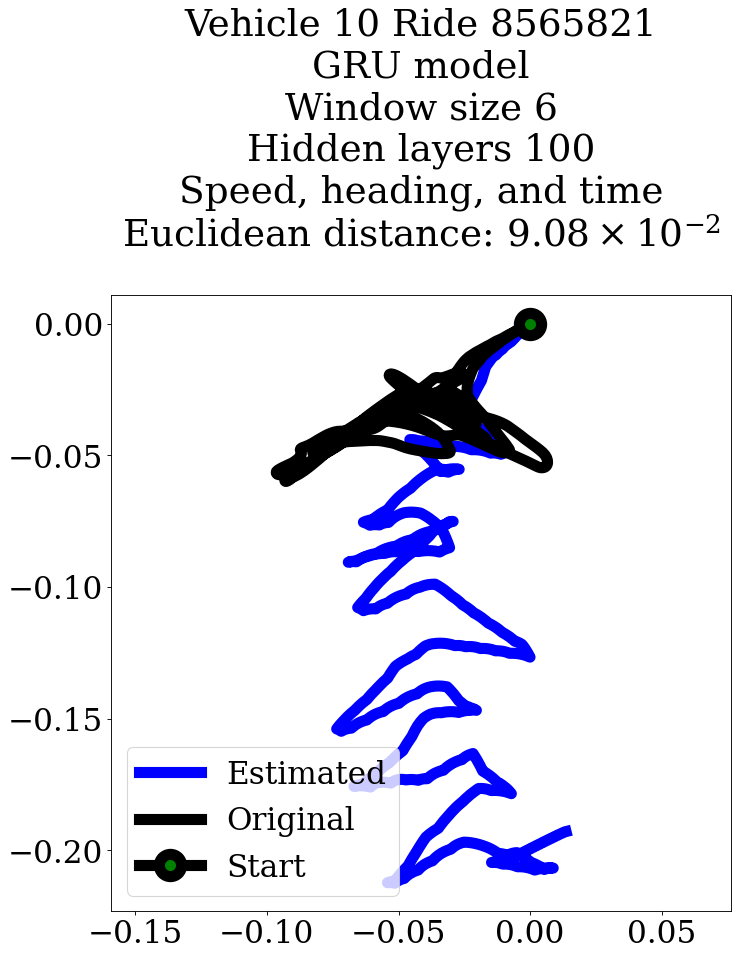 Vehicle 10 Ride 8565821
GRU model
Window size 6
Hidden layers 100
Speed, heading, and time
Euclidean distance: 9.08 × 10⁻²
0.00
−0.05
−0.10
−0.15
−0.20
Estimated
Original
Start
−0.15 −0.10 −0.05 0.00 0.05